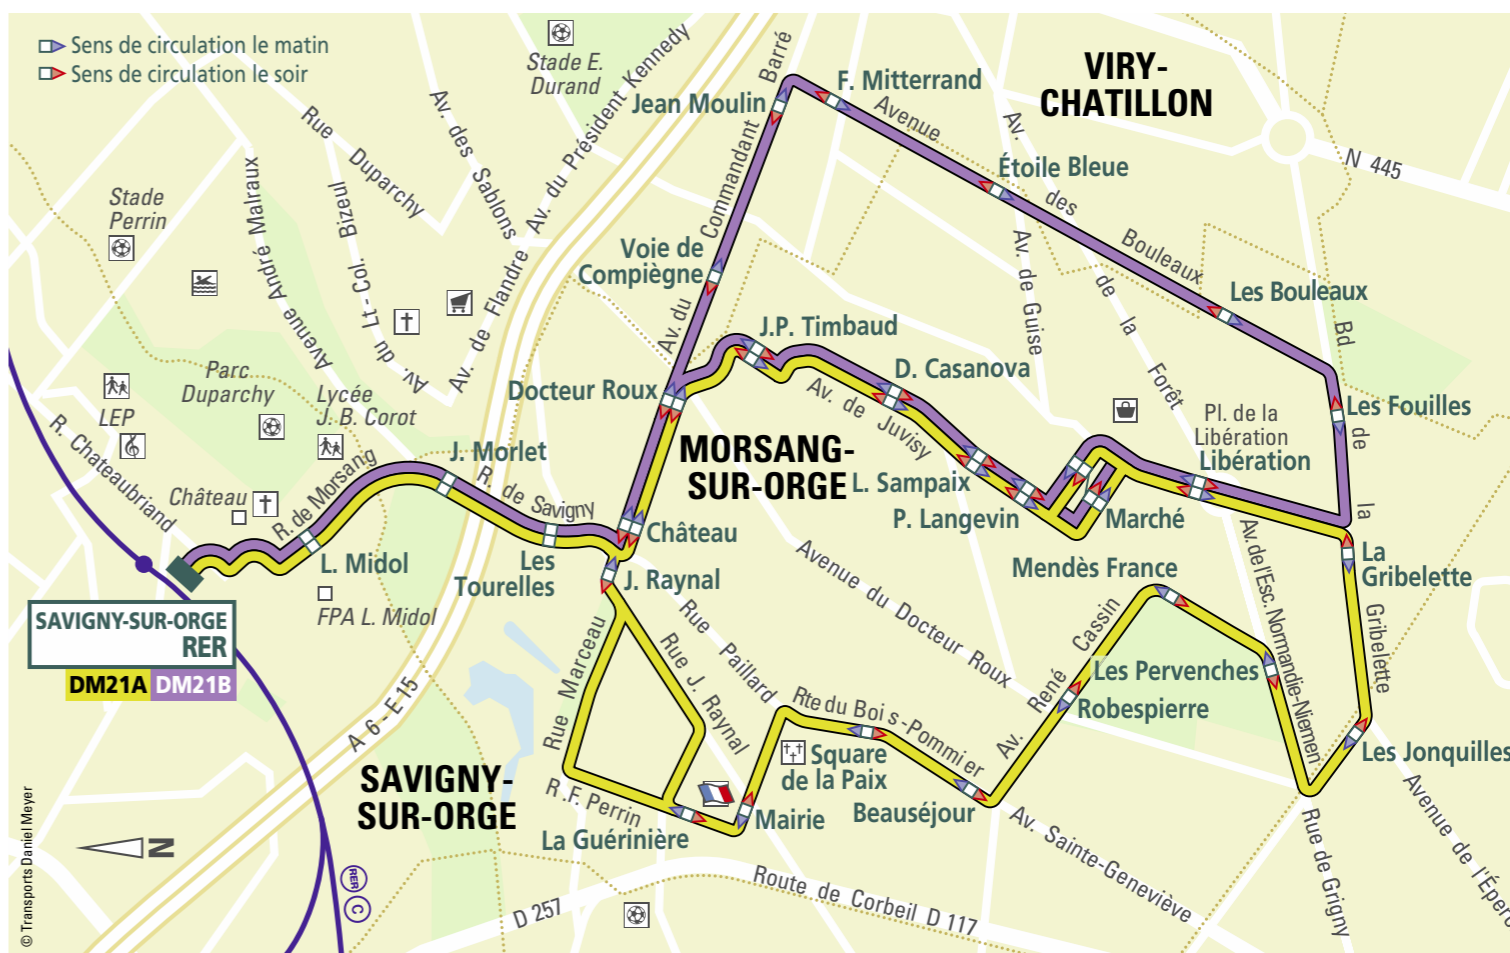 Sens de circulation le matin
Sens de circulation le soir
Stade E.
Durand
Av. du Président Kennedy
Barré
Jean Moulin
F. Mitterrand
VIRY-
CHATILLON
Avenue
des
Bouleaux
Av.
de
la
Forêt
N 445
Rue
Duparchy
Av. des Sablons
Étoile Bleue
Stade
Perrin
Avenue André Malraux
Av. du Lt - Col. Bizeul
Av. de Flandre
Commandant
Av. du
Voie de
Compiègne
Av. de Guise
Les Bouleaux
Bd
de
la
Gribelette
J.P. Timbaud
D. Casanova
Docteur Roux
Av. de Juvisy
Parc
Duparchy
Lycée
J. B. Corot
LEP
R. Chateaubriand
Château
R. de Morsang
J. Morlet
R. de Savigny
MORSANG-
SUR-ORGE
L. Sampaix
P. Langevin
Marché
Pl. de la
Libération
Libération
Les Fouilles
L. Midol
FPA L. Midol
Les
Tourelles
Château
J. Raynal
Mendès France
La
Gribelette
SAVIGNY-SUR-ORGE
RER
DM21A DM21B
Rue Marceau
Rue J. Raynal
Rue Paillard
Avenue du Docteur Roux
Av. René Cassin
Les Pervenches
Robespierre
Av. de l'Esc. Normandie-Niemen
Les Jonquilles
A 6 - E 15
Rte du Bois-Pommier
Square
de la Paix
Beauséjour
Mairie
La Guérinière
R.F. Perrin
SAVIGNY-
SUR-ORGE
N
Av. Sainte-Geneviève
Rue de Grigny
Avenue de l'Épero
Route de Corbeil D 117
D 257
RER
C
© Transports Daniel Meyer